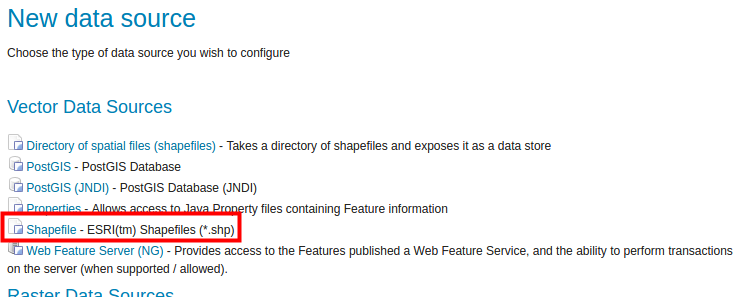 New data source
Choose the type of data source you wish to configure
Vector Data Sources
Directory of spatial files (shapefiles) - Takes a directory of shapefiles and exposes it as a data store
PostGIS - PostGIS Database
PostGIS (JNDI) - PostGIS Database (JNDI)
Properties - Allows access to Java Property files containing Feature information
Shapefile - ESRI(tm) Shapefiles (*.shp)
Web Feature Server (NG) - Provides access to the Features published a Web Feature Service, and the ability to perform transactions
on the server (when supported / allowed).
Raster Data Sources